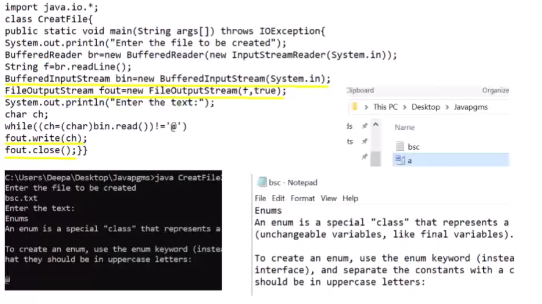 import java.io.*;
class CreatFile{
public static void main(String args[]) throws IOException{
System.out.println("Enter the file to be created");
BufferedReader br=new BufferedReader(new InputStreamReader(System.in));
String f=br.readLine();
BufferedInputStream bin=new BufferedInputStream(System.in);
FileOutputStream fout=new FileOutputStream(f,true);
System.out.println("Enter the text:");
char ch;
while((ch=(char)bin.read())!='@')
fout.write(ch);
fout.close();}}
Clipboard Organize
> This PC > Desktop > Javapgms
Name
bsc
a
C:\Users\Deepa\Desktop\Javapgms>java CreatFile
Enter the file to be created
bsc.txt
Enter the text:
Enums
An enum is a special "class" that represents a
To create an enum, use the enum keyword (instea
hat they should be in uppercase letters:
@
bsc - Notepad
File Edit Format View Help
Enums
An enum is a special "class" that represents a
(unchangeable variables, like final variables).
To create an enum, use the enum keyword (instea
interface), and separate the constants with a c
should be in uppercase letters: